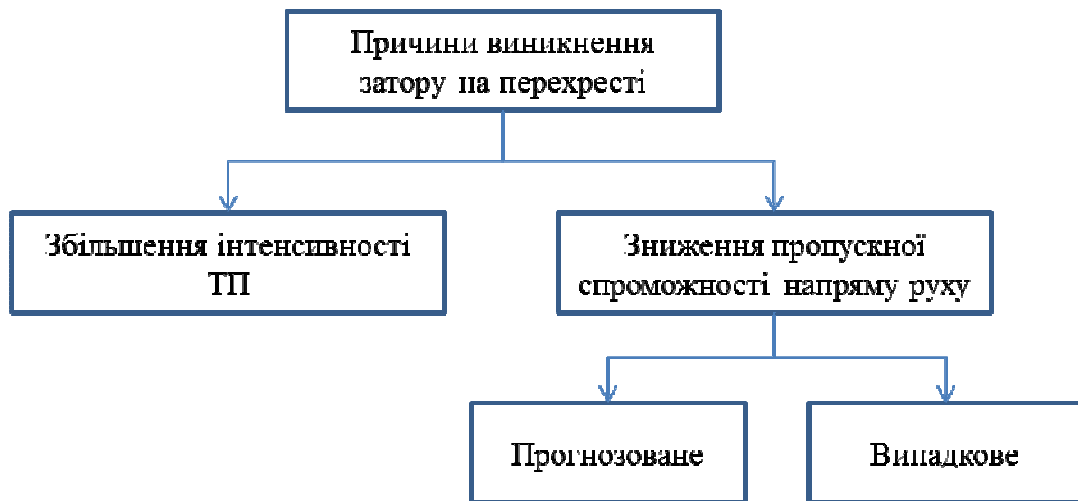 Причини виникнення
затору на перехресті
Збільшення інтенсивності
ТП
Зниження пропускної
спроможності напряму руху
Прогнозоване
Випадкове